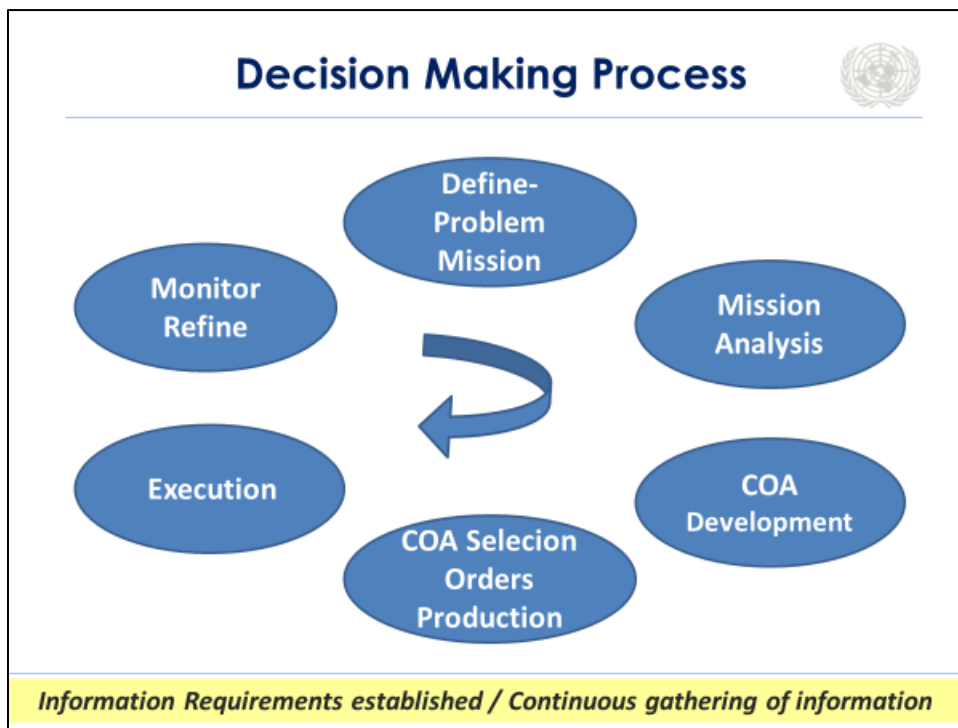 Decision Making Process
Define-
Problem
Mission
Mission
Analysis
COA
Development
COA Selecion
Orders
Production
Execution
Monitor
Refine
Information Requirements established / Continuous gathering of information